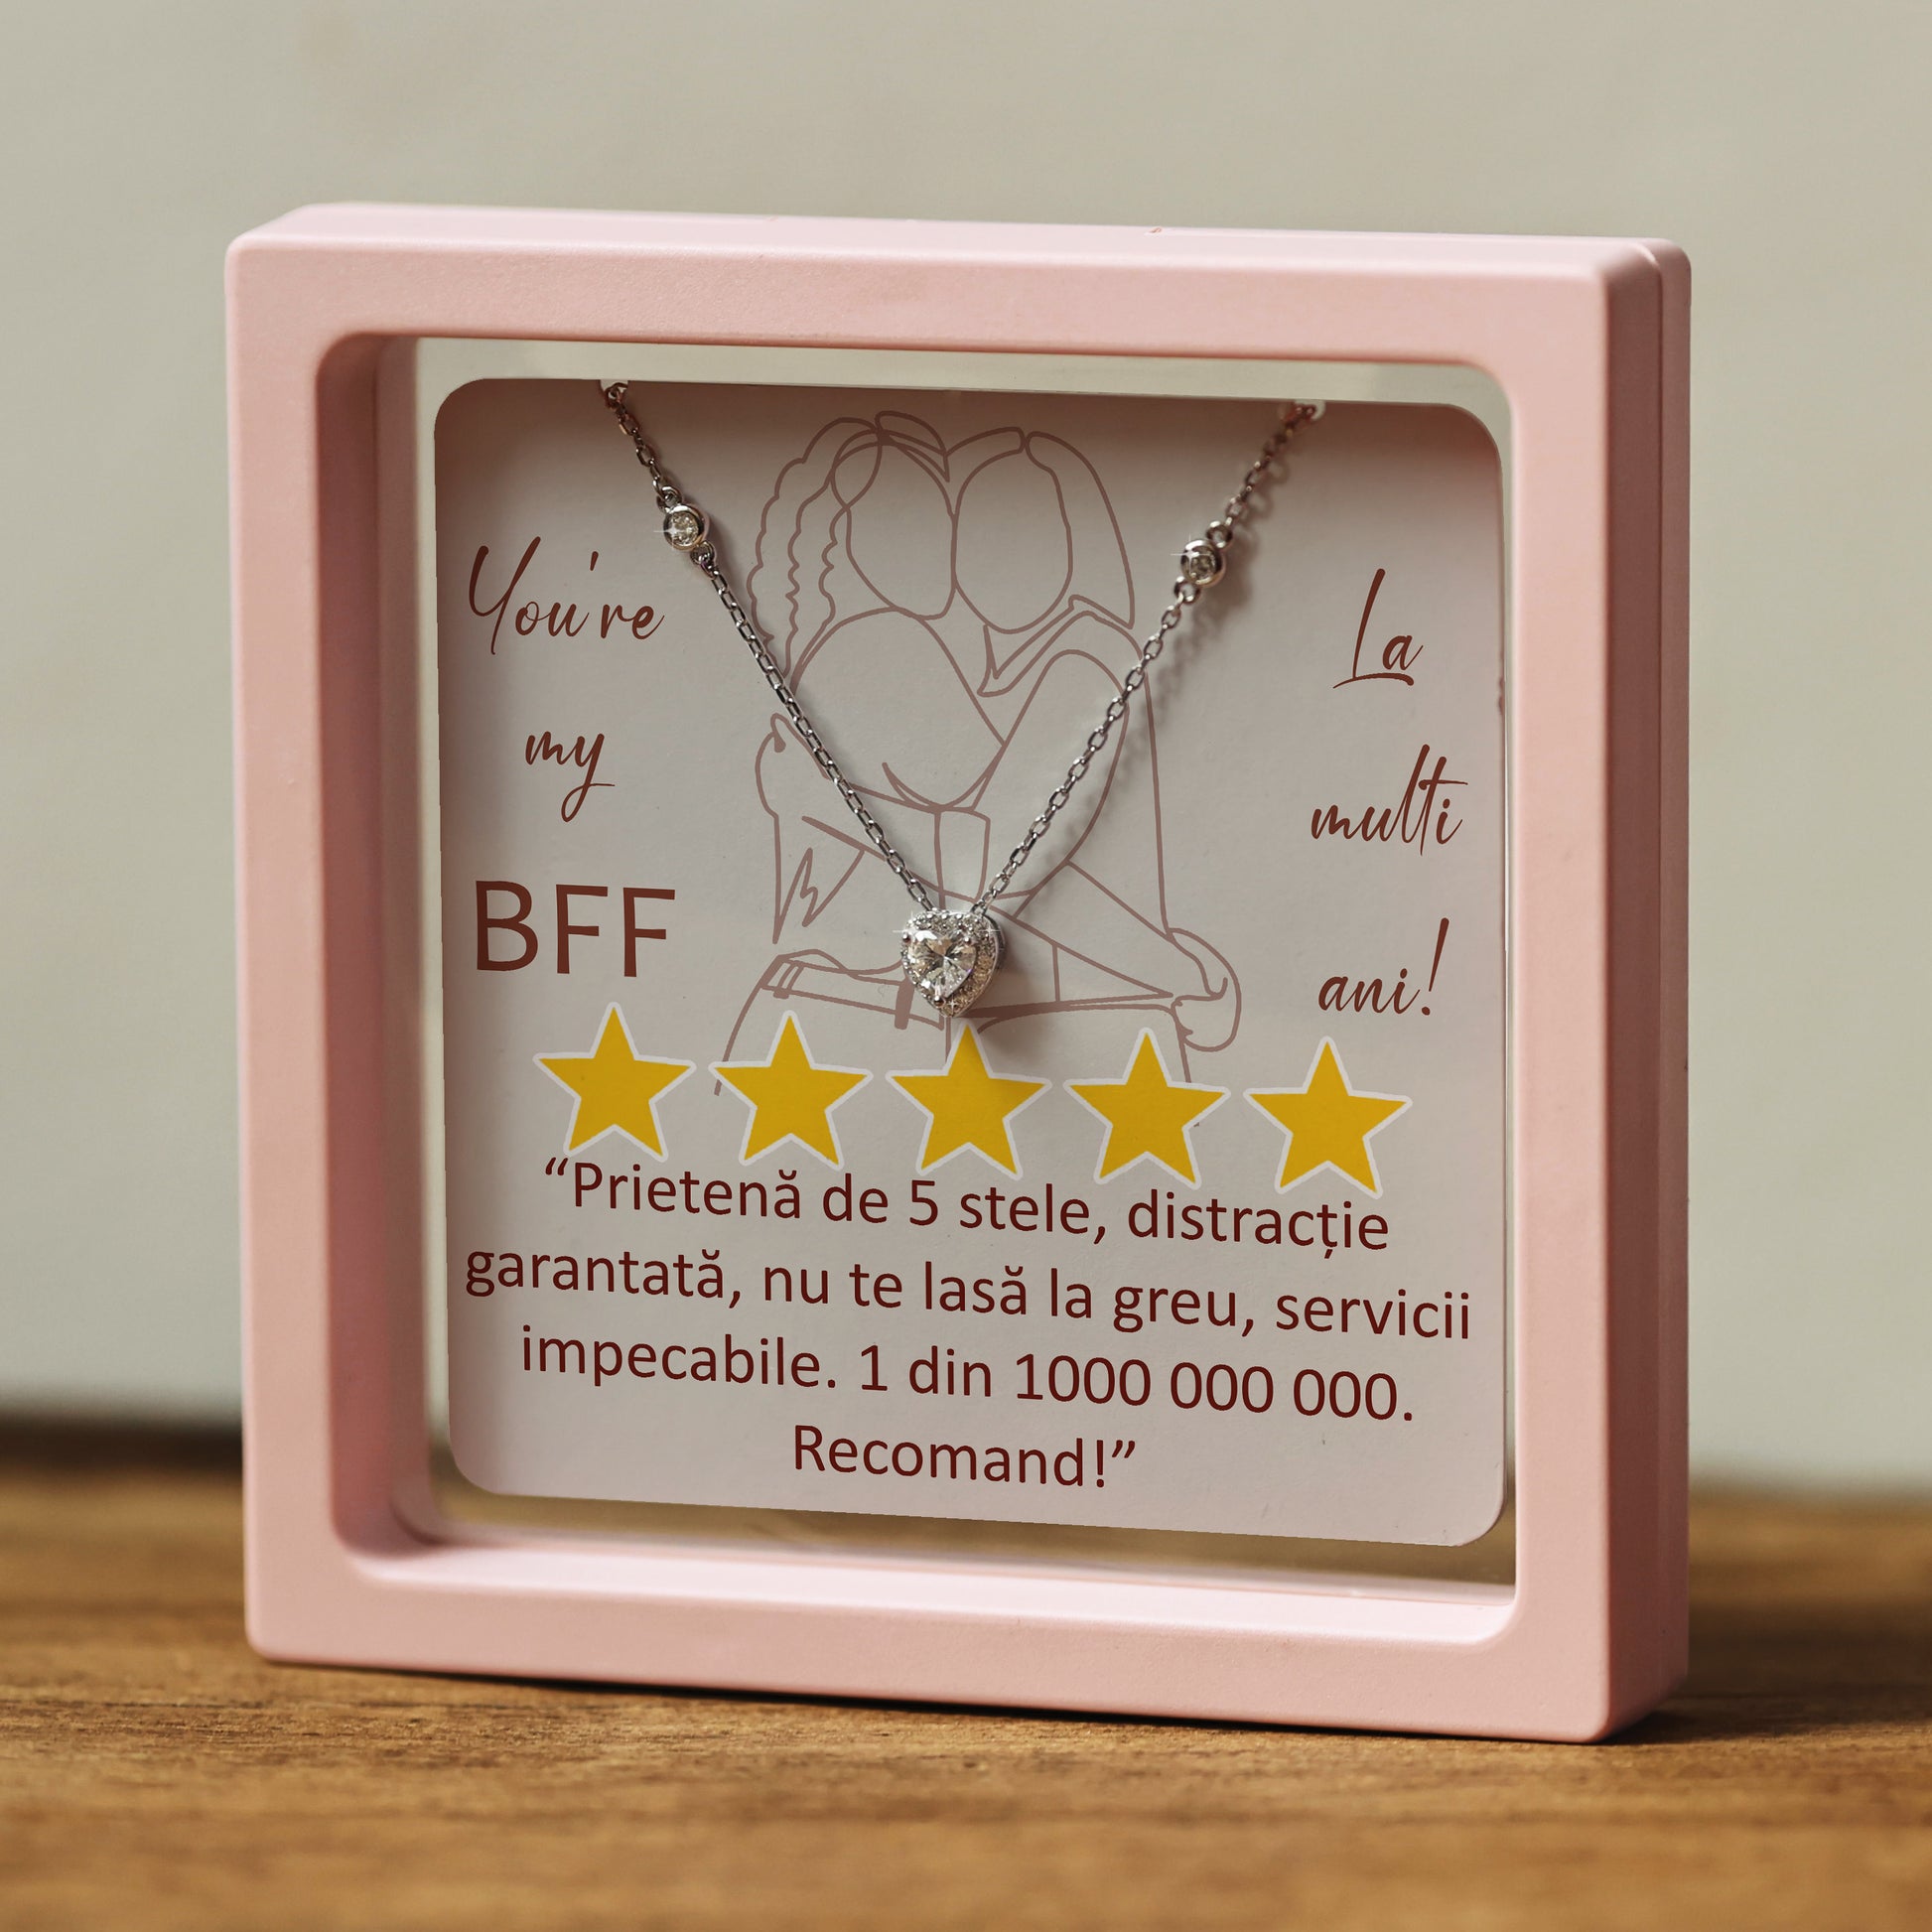 You're
my
BFF
La
multi
ani!
“Prietenă de 5 stele, distracție
garantată, nu te lasă la greu, servicii
impecabile. 1 din 1000 000 000.
Recomand!”